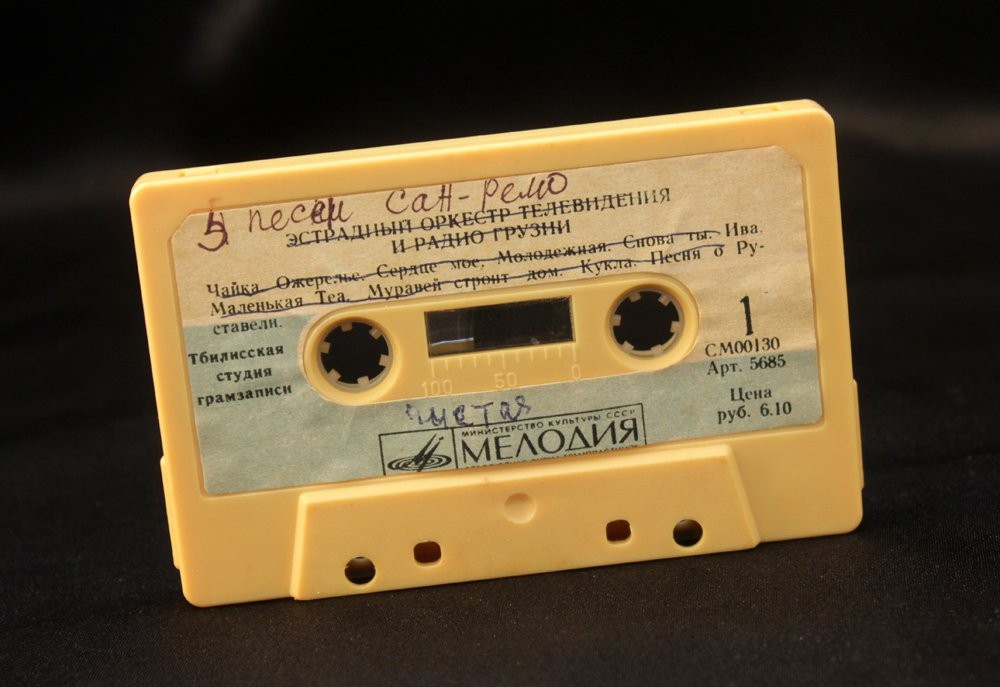 5 песен Сан-Ремо
ЭСТРАДНЫЙ ОРКЕСТР ТЕЛЕВИДЕНИЯ
И РАДИО ГРУЗИИ
Чайка. Ожерелье. Сердце мое. Молодежная. Снова ты. Ива.
Маленькая Теа. Муравей строит дом. Кукла. Песня о Ру-
ставели.
1
Тбилисская
студия
грамзаписи
СМ00130
Арт. 5685
100 50 0
Цена
руб. 6.10
чистая
МИНИСТЕРСТВО КУЛЬТУРЫ СССР
МЕЛОДИЯ